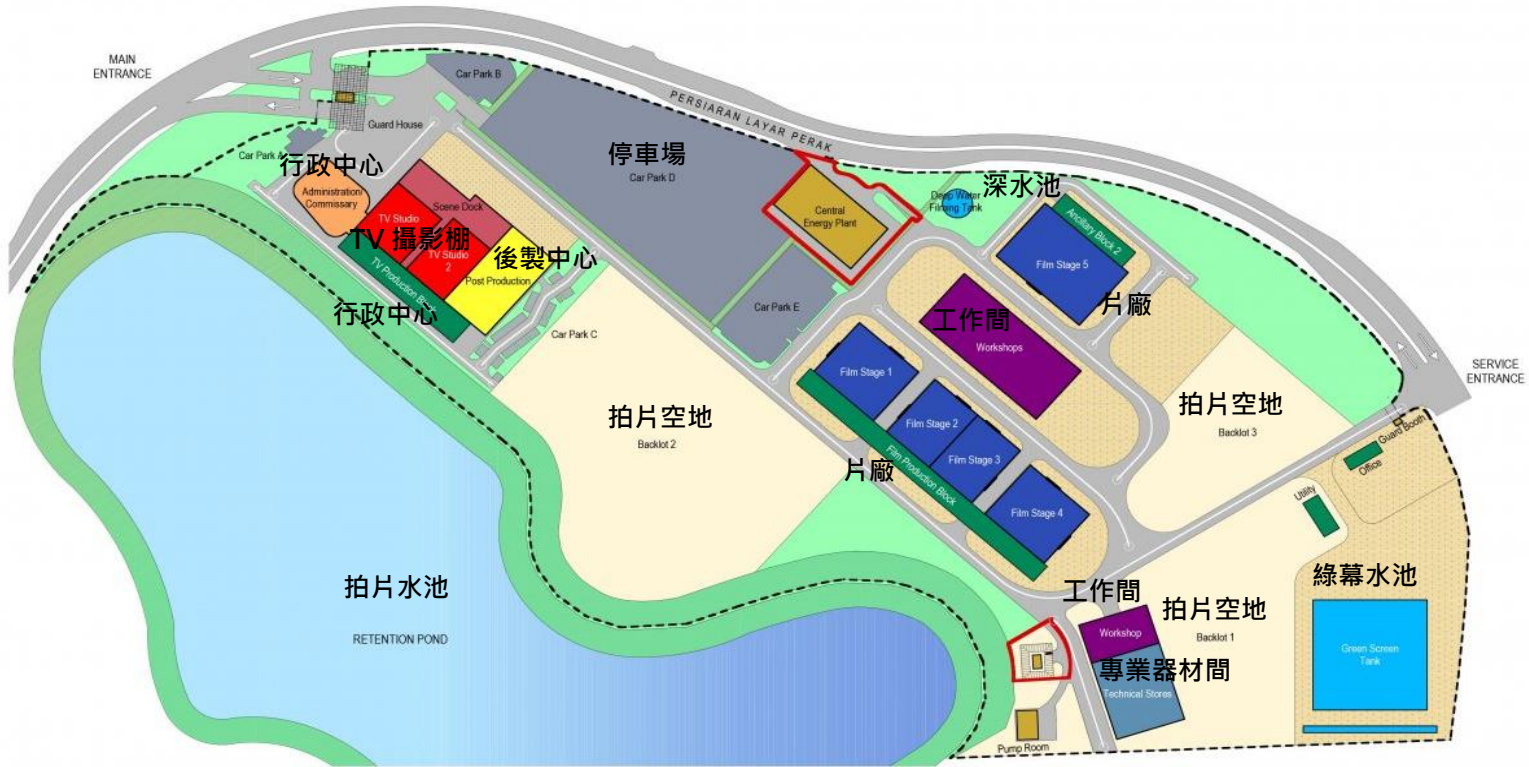 MAIN
ENTRANCE
Car Park B
PERSIARAN LAYAR PERAK
Guard House
Car Park A
行政中心
Administration/
Commissary
停車場
Car Park D
Scene Dock
TV Studio
TV 攝影棚
TV Studio
2
後製中心
Post Production
TV Production Block
行政中心
Car Park C
Central
Energy Plant
Car Park E
深水池
Deep Water
Filming Tank
Ancillary Block 2
Film Stage 5
片廠
工作間
Workshops
Film Stage 1
Film Stage 2
Film Stage 3
Film Stage 4
片廠
Film Production Block
拍片空地
Backlot 2
拍片空地
Backlot 3
SERVICE
ENTRANCE
Guard Booth
Office
Utility
拍片水池
RETENTION POND
工作間
Workshop
拍片空地
Backlot 1
專業器材間
Technical Stores
綠幕水池
Green Screen
Tank
Pump Room